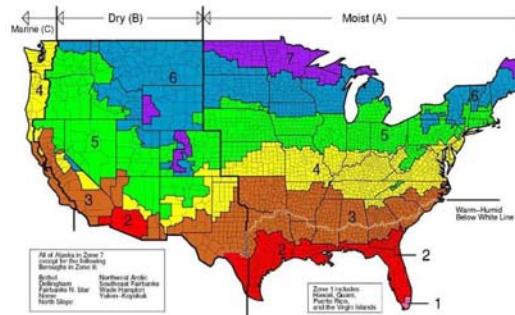 Marine (C)
Dry (B)
Moist (A)
4
6
7
6
5
5
4
3
3
2
2
2
1
Warm-Humid
Below White Line
All of Alaska in Zone 7
except for the following
Boroughs in Zone 8:
Bethel Northwest Arctic
Dellingham Southeast Fairbanks
Fairbanks N. Star Wade Hampton
Nome Yukon-Koyukuk
North Slope
Zone 1 includes
Hawaii, Guam,
Puerto Rico,
and the Virgin Islands